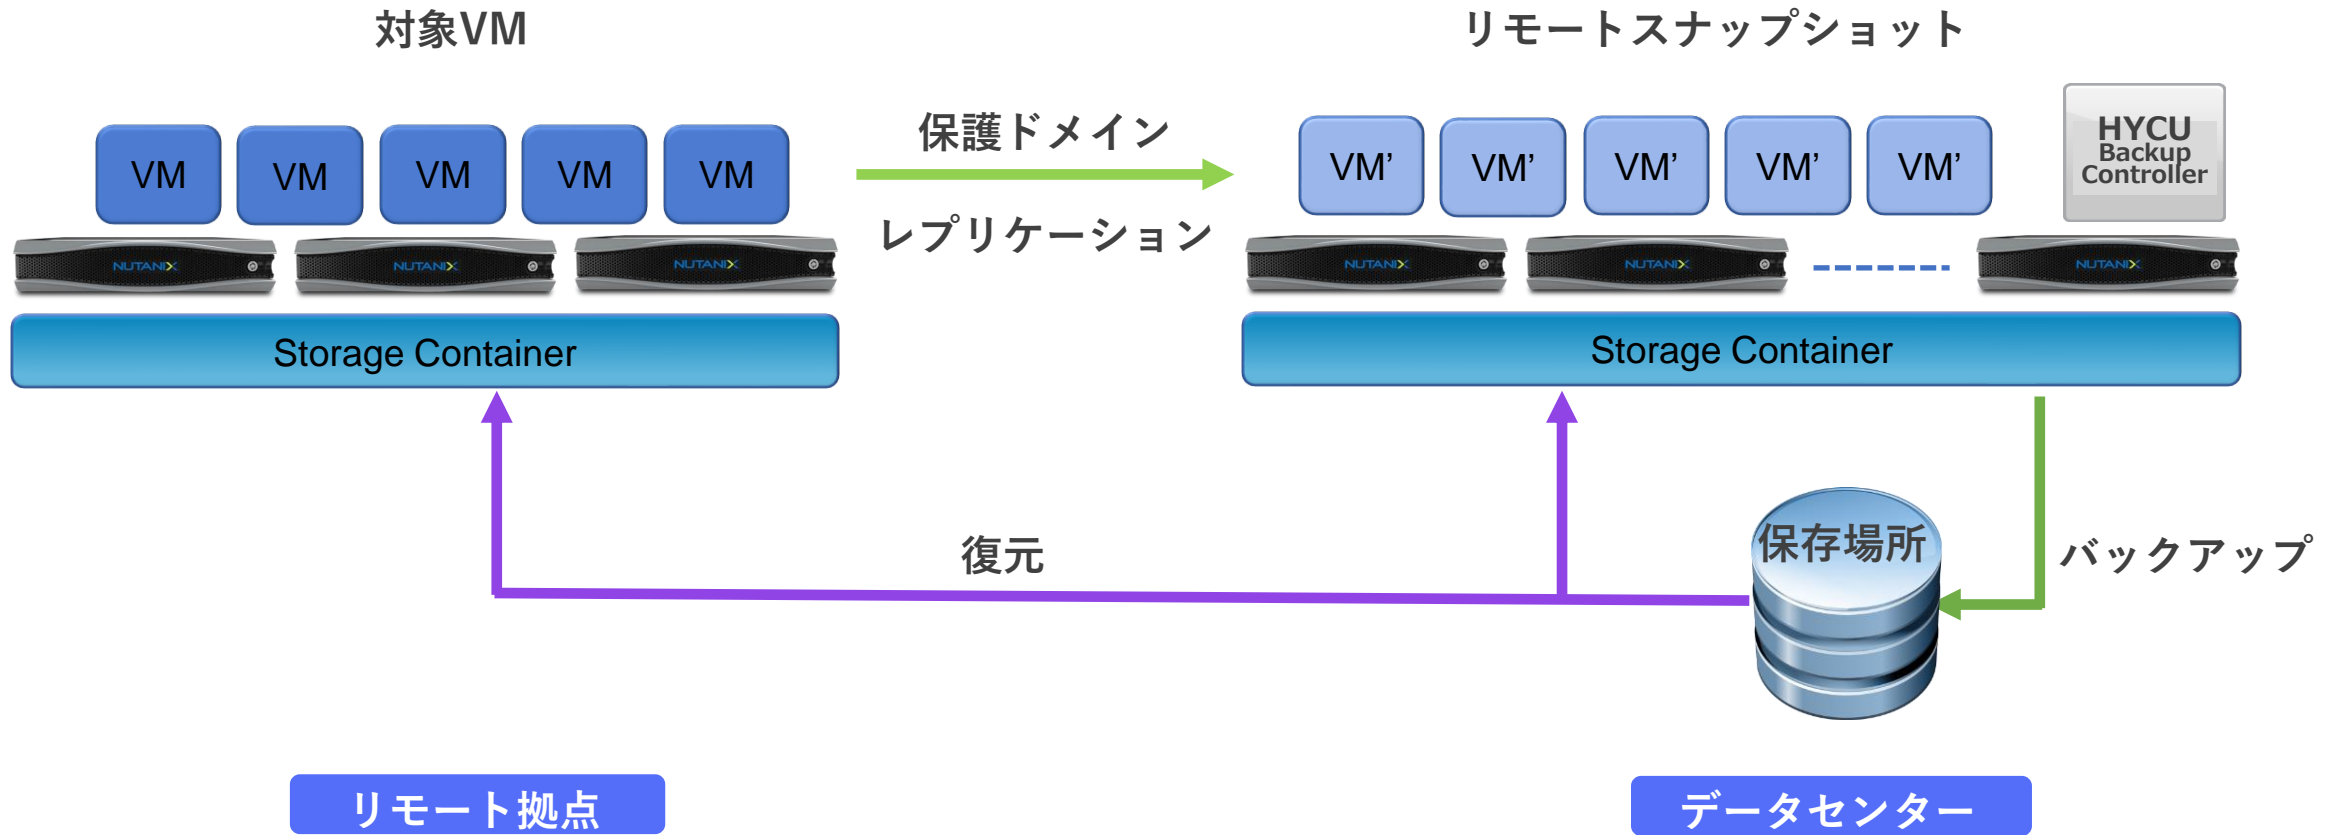 対象VM
リモートスナップショット
VM
VM
VM
VM
VM
保護ドメイン
レプリケーション
VM’
VM’
VM’
VM’
VM’
HYCU
Backup
Controller
NUTANIX
NUTANIX
NUTANIX
NUTANIX
NUTANIX
NUTANIX
Storage Container
Storage Container
復元
保存場所
バックアップ
リモート拠点
データセンター